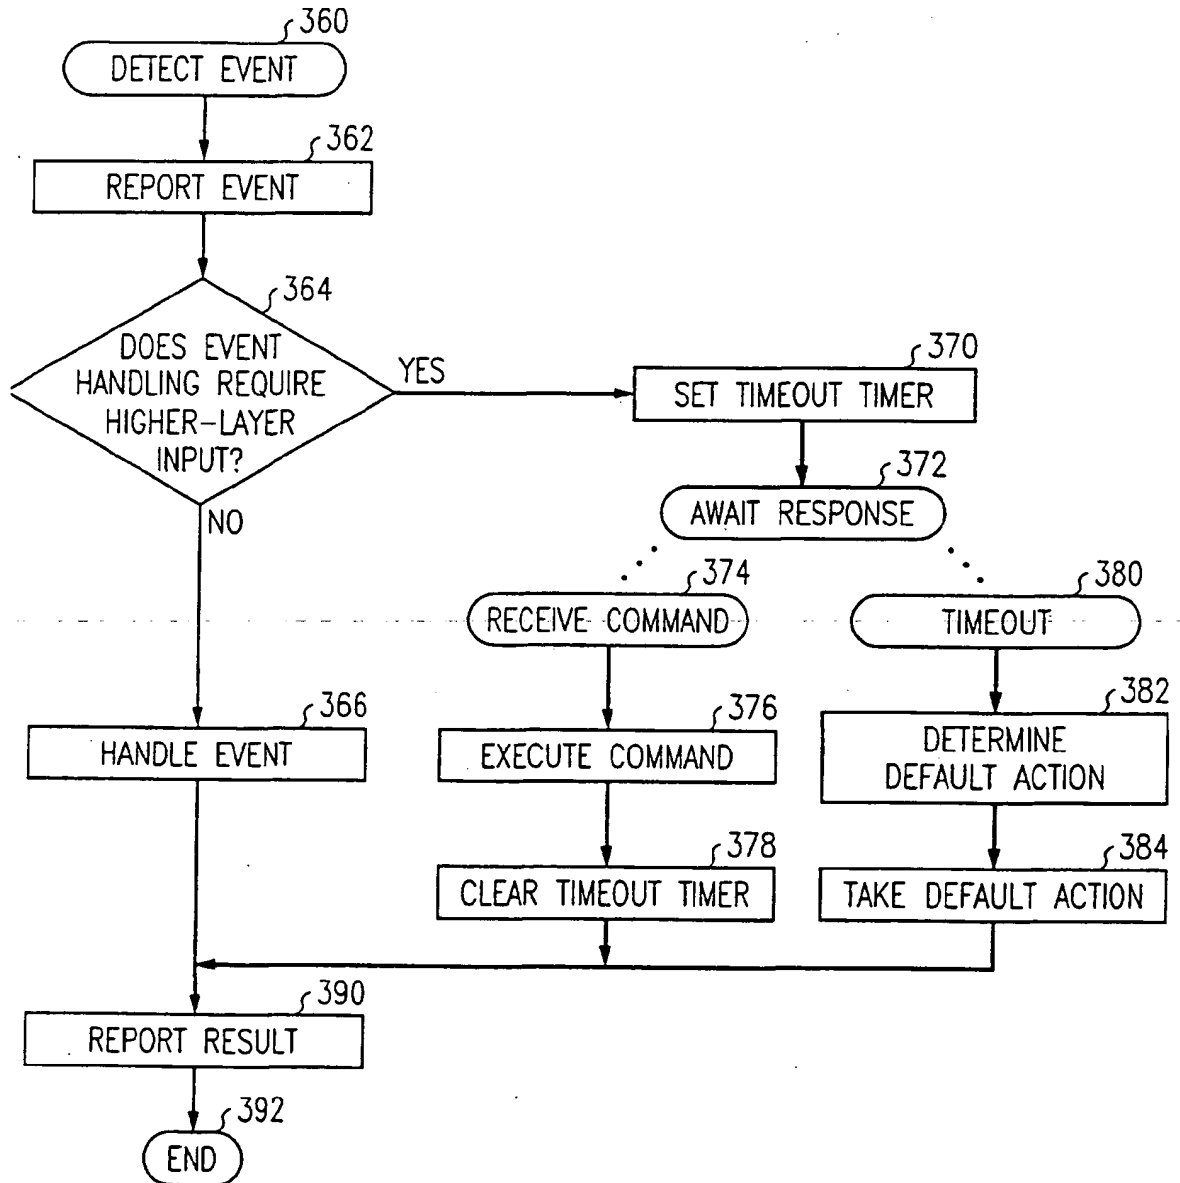 360
DETECT EVENT
362
REPORT EVENT
364
DOES EVENT
HANDLING REQUIRE
HIGHER-LAYER
INPUT?
YES
NO
370
SET TIMEOUT TIMER
372
AWAIT RESPONSE
374
RECEIVE COMMAND
380
TIMEOUT
366
HANDLE EVENT
376
EXECUTE COMMAND
382
DETERMINE
DEFAULT ACTION
378
CLEAR TIMEOUT TIMER
384
TAKE DEFAULT ACTION
390
REPORT RESULT
392
END